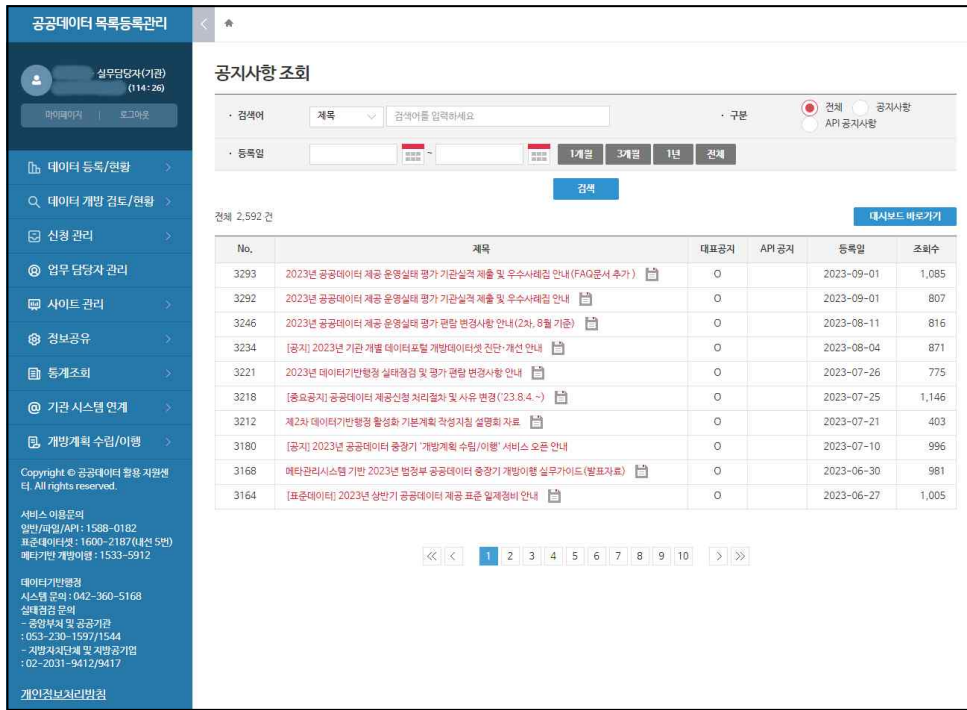 공공데이터 목록등록관리
실무담당자(기관)
(114:26)
마이페이지 | 로그아웃
데이터 등록/현황
데이터 개방 검토/현황
신청 관리
업무 담당자 관리
사이트 관리
정보공유
통계조회
기관 시스템 연계
개방계획 수립/이행
Copyright © 공공데이터 활용 지원센
터. All rights reserved.
서비스 이용문의
일반/파일/API : 1588-0182
표준데이터셋 : 1600-2187(내선 5번)
메타기반 개방이행 : 1533-5912
데이터기반행정
시스템 문의 : 042-360-5168
실태점검 문의
- 중앙부처 및 공공기관
: 053-230-1597/1544
- 지방자치단체 및 지방공기업
: 02-2031-9412/9417
개인정보처리방침
공지사항 조회
· 검색어 제목 검색어를 입력하세요 · 구분 전체 공지사항
API 공지사항
· 등록일 ~ 1개월 3개월 1년 전체
검색
전체 2,592 건 대시보드 바로가기
No. 제목 대표공지 API 공지 등록일 조회수
3293 2023년 공공데이터 제공 운영실태 평가 기관실적 제출 및 우수사례집 안내(FAQ문서 추가) O 2023-09-01 1,085
3292 2023년 공공데이터 제공 운영실태 평가 기관실적 제출 및 우수사례집 안내 O 2023-09-01 807
3246 2023년 공공데이터 제공 운영실태 평가 편람 변경사항 안내(2차, 8월 기준) O 2023-08-11 816
3234 [공지] 2023년 기관 개별 데이터포털 개방데이터셋 진단·개선 안내 O 2023-08-04 871
3221 2023년 데이터기반행정 실태점검 및 평가 편람 변경사항 안내 O 2023-07-26 775
3218 [중요공지] 공공데이터 제공신청 처리절차 및 사유 변경('23.8.4.~) O 2023-07-25 1,146
3212 제2차 데이터기반행정 활성화 기본계획 작성지침 설명회 자료 O 2023-07-21 403
3180 [공지] 2023년 공공데이터 중장기 '개방계획 수립/이행' 서비스 오픈 안내 O 2023-07-10 996
3168 메타관리시스템 기반 2023년 범정부 공공데이터 중장기 개방이행 실무가이드(발표자료) O 2023-06-30 981
3164 [표준데이터] 2023년 상반기 공공데이터 제공 표준 일제정비 안내 O 2023-06-27 1,005
1 2 3 4 5 6 7 8 9 10